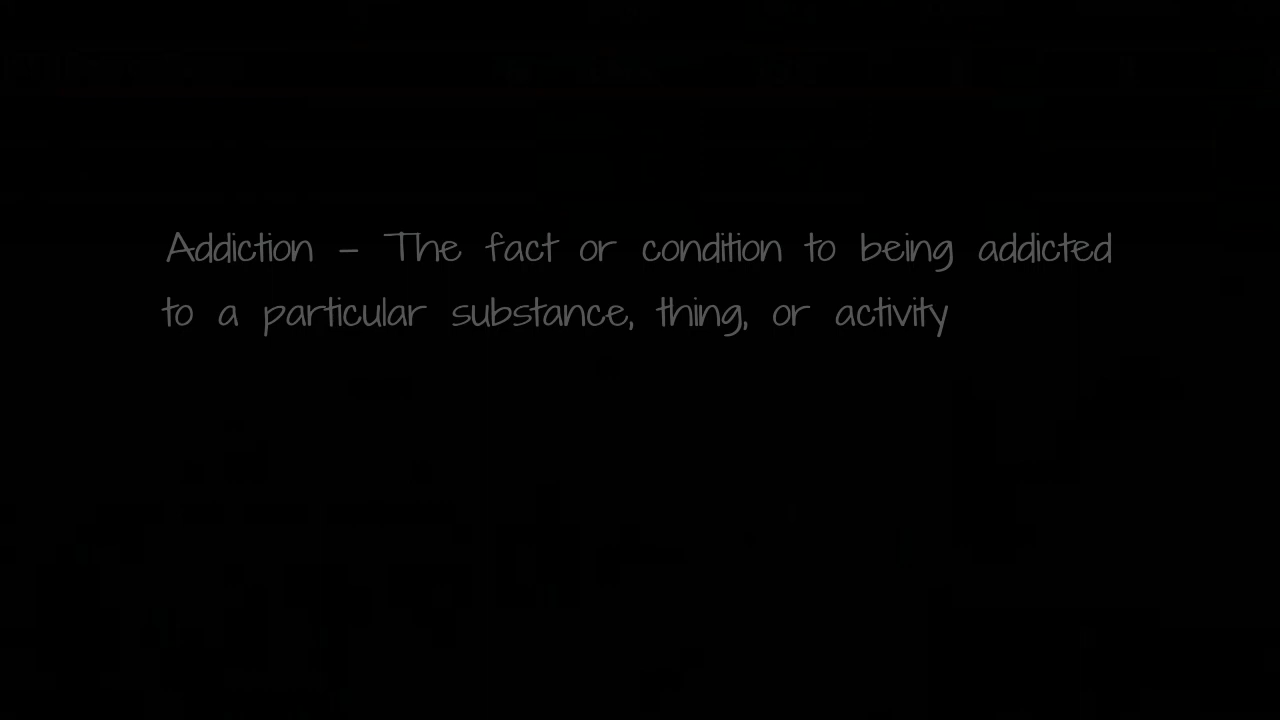 Addiction - The fact or condition to being addicted
to a particular substance, thing, or activity